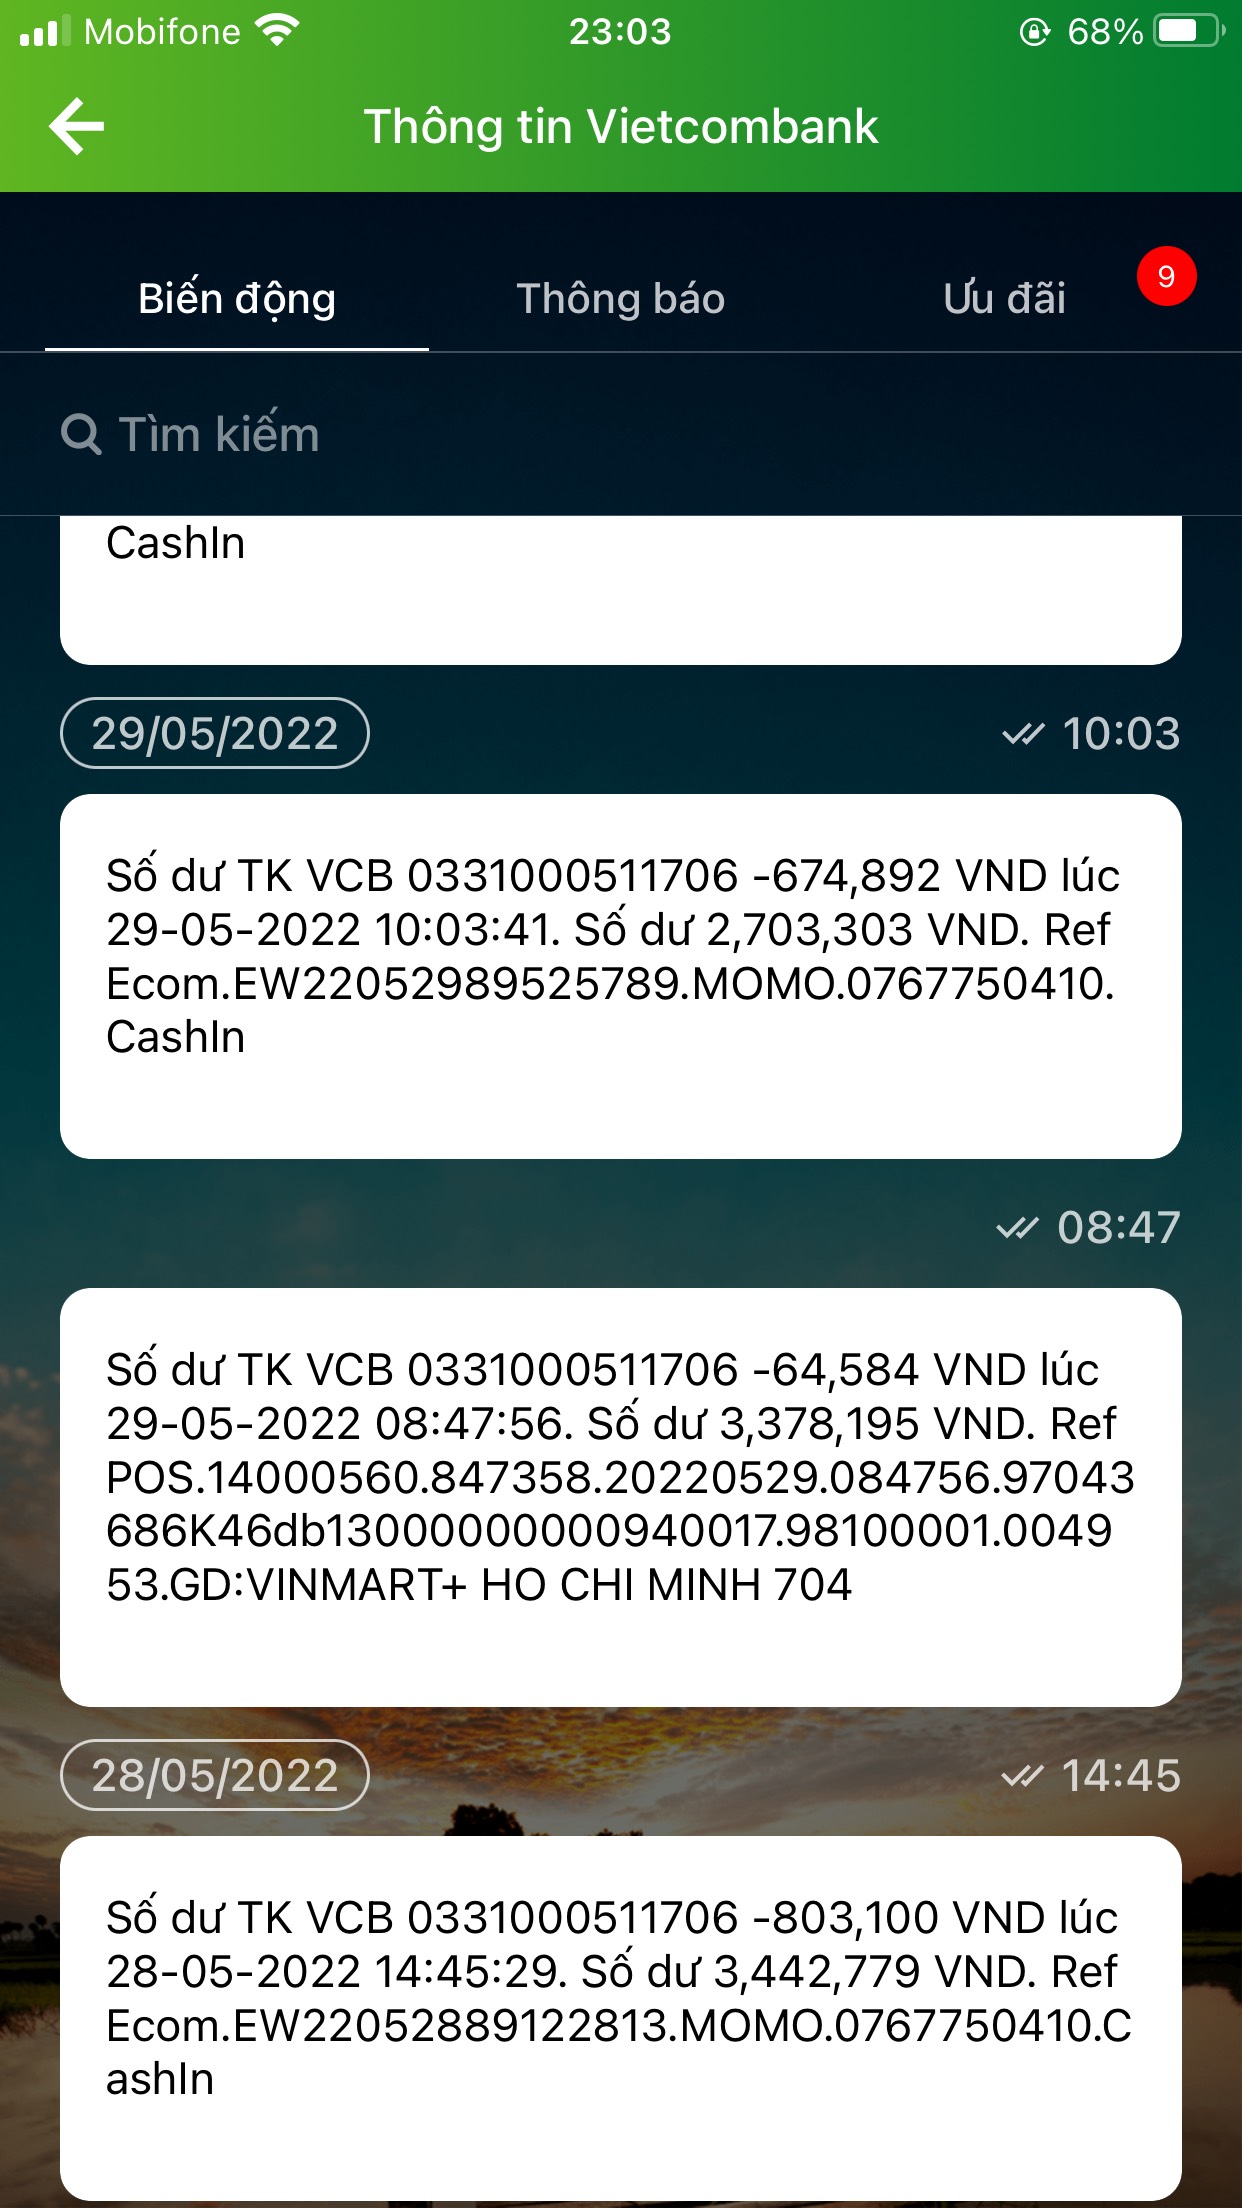 Mobifone 23:03 68%
Thông tin Vietcombank
Biến động Thông báo Ưu đãi 9
Tìm kiếm
CashIn
29/05/2022 10:03
Số dư TK VCB 0331000511706 -674,892 VND lúc
29-05-2022 10:03:41. Số dư 2,703,303 VND. Ref
Ecom.EW22052989525789.MOMO.0767750410.
CashIn
08:47
Số dư TK VCB 0331000511706 -64,584 VND lúc
29-05-2022 08:47:56. Số dư 3,378,195 VND. Ref
POS.14000560.847358.20220529.084756.97043
686K46db13000000000940017.98100001.0049
53.GD:VINMART+ HO CHI MINH 704
28/05/2022 14:45
Số dư TK VCB 0331000511706 -803,100 VND lúc
28-05-2022 14:45:29. Số dư 3,442,779 VND. Ref
Ecom.EW22052889122813.MOMO.0767750410.C
ashIn